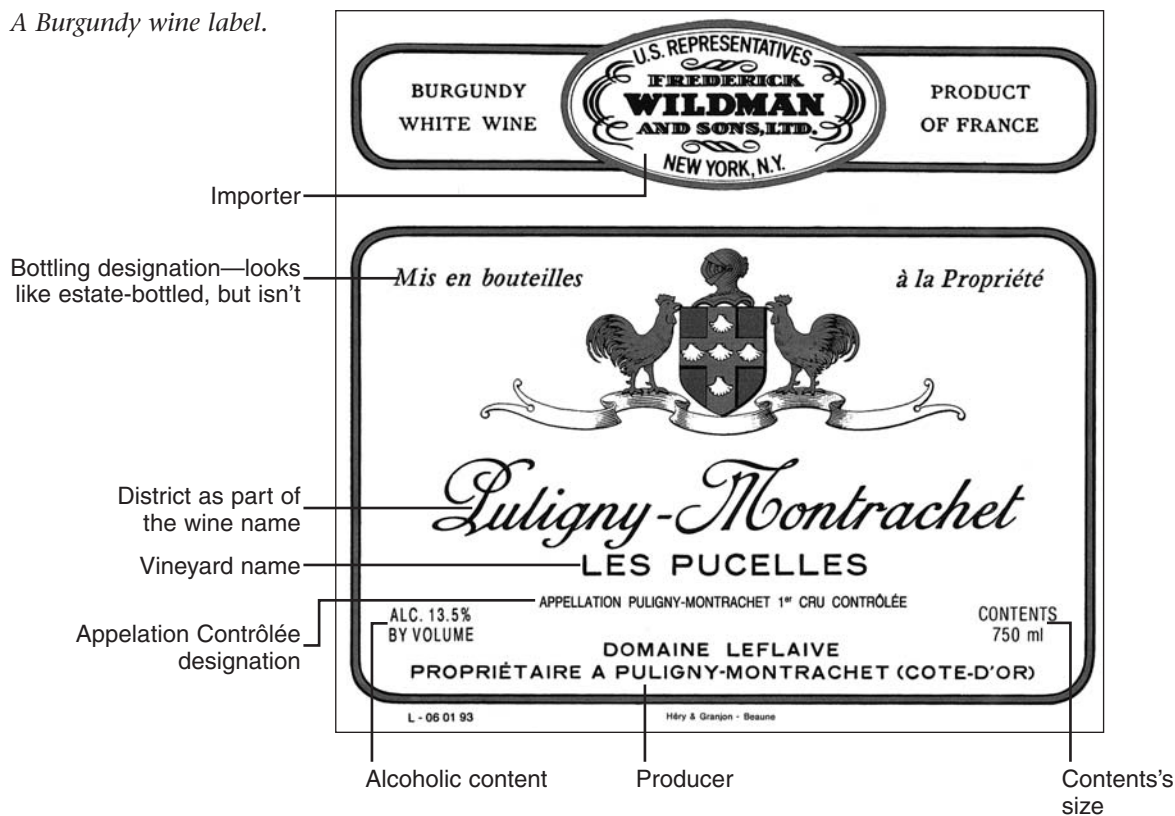 A Burgundy wine label.
U.S. REPRESENTATIVES
FREDERICK
WILDMAN
AND SONS, LTD.
NEW YORK, N.Y.
BURGUNDY
WHITE WINE
PRODUCT
OF FRANCE
Importer
Bottling designation—looks
like estate-bottled, but isn't
Mis en bouteilles
à la Propriété
District as part of
the wine name
Puligny-Montrachet
Vineyard name
LES PUCELLES
APPELLATION PULIGNY-MONTRACHET 1er CRU CONTRÔLÉE
Appelation Contrôlée
designation
ALC. 13.5%
BY VOLUME
CONTENTS
750 ml
DOMAINE LEFLAIVE
PROPRIÉTAIRE A PULIGNY-MONTRACHET (COTE-D'OR)
L - 06 01 93
Héry & Granjon - Beaune
Alcoholic content
Producer
Contents's
size